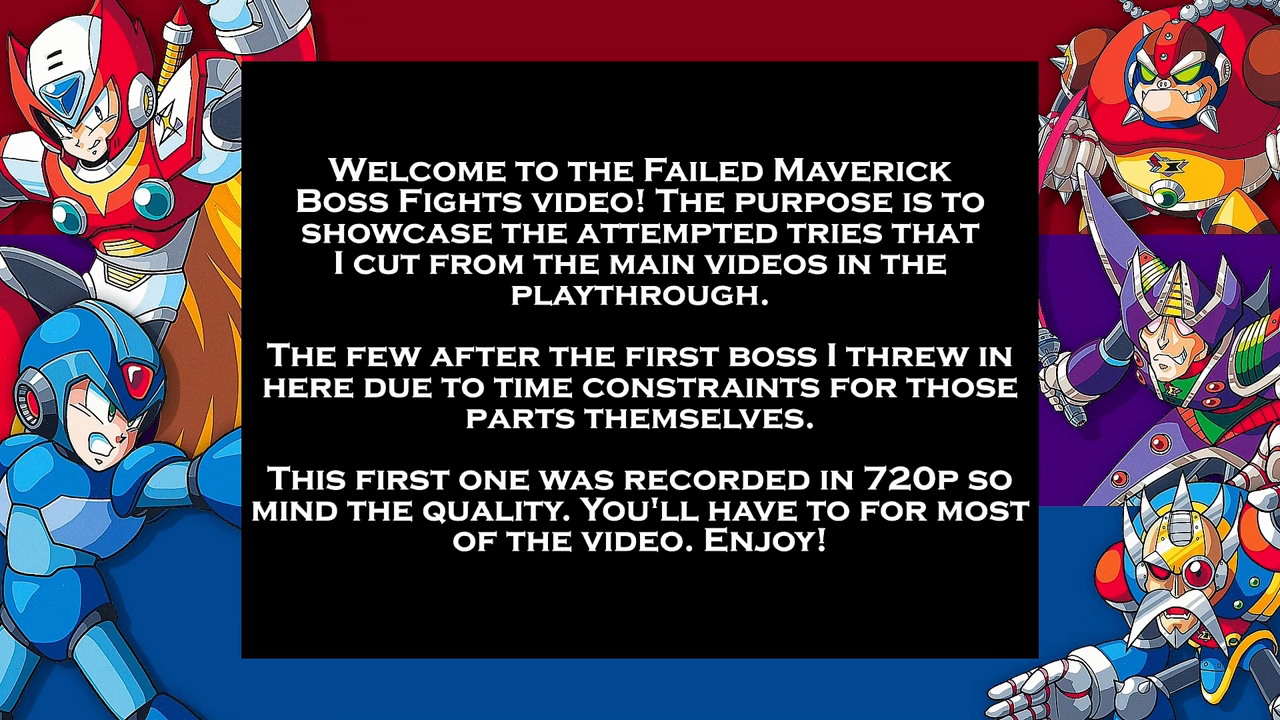 Welcome to the Failed Maverick
Boss Fights video! The purpose is to
showcase the attempted tries that
I cut from the main videos in the
playthrough.
The few after the first boss I threw in
here due to time constraints for those
parts themselves.
This first one was recorded in 720p so
mind the quality. You'll have to for most
of the video. Enjoy!